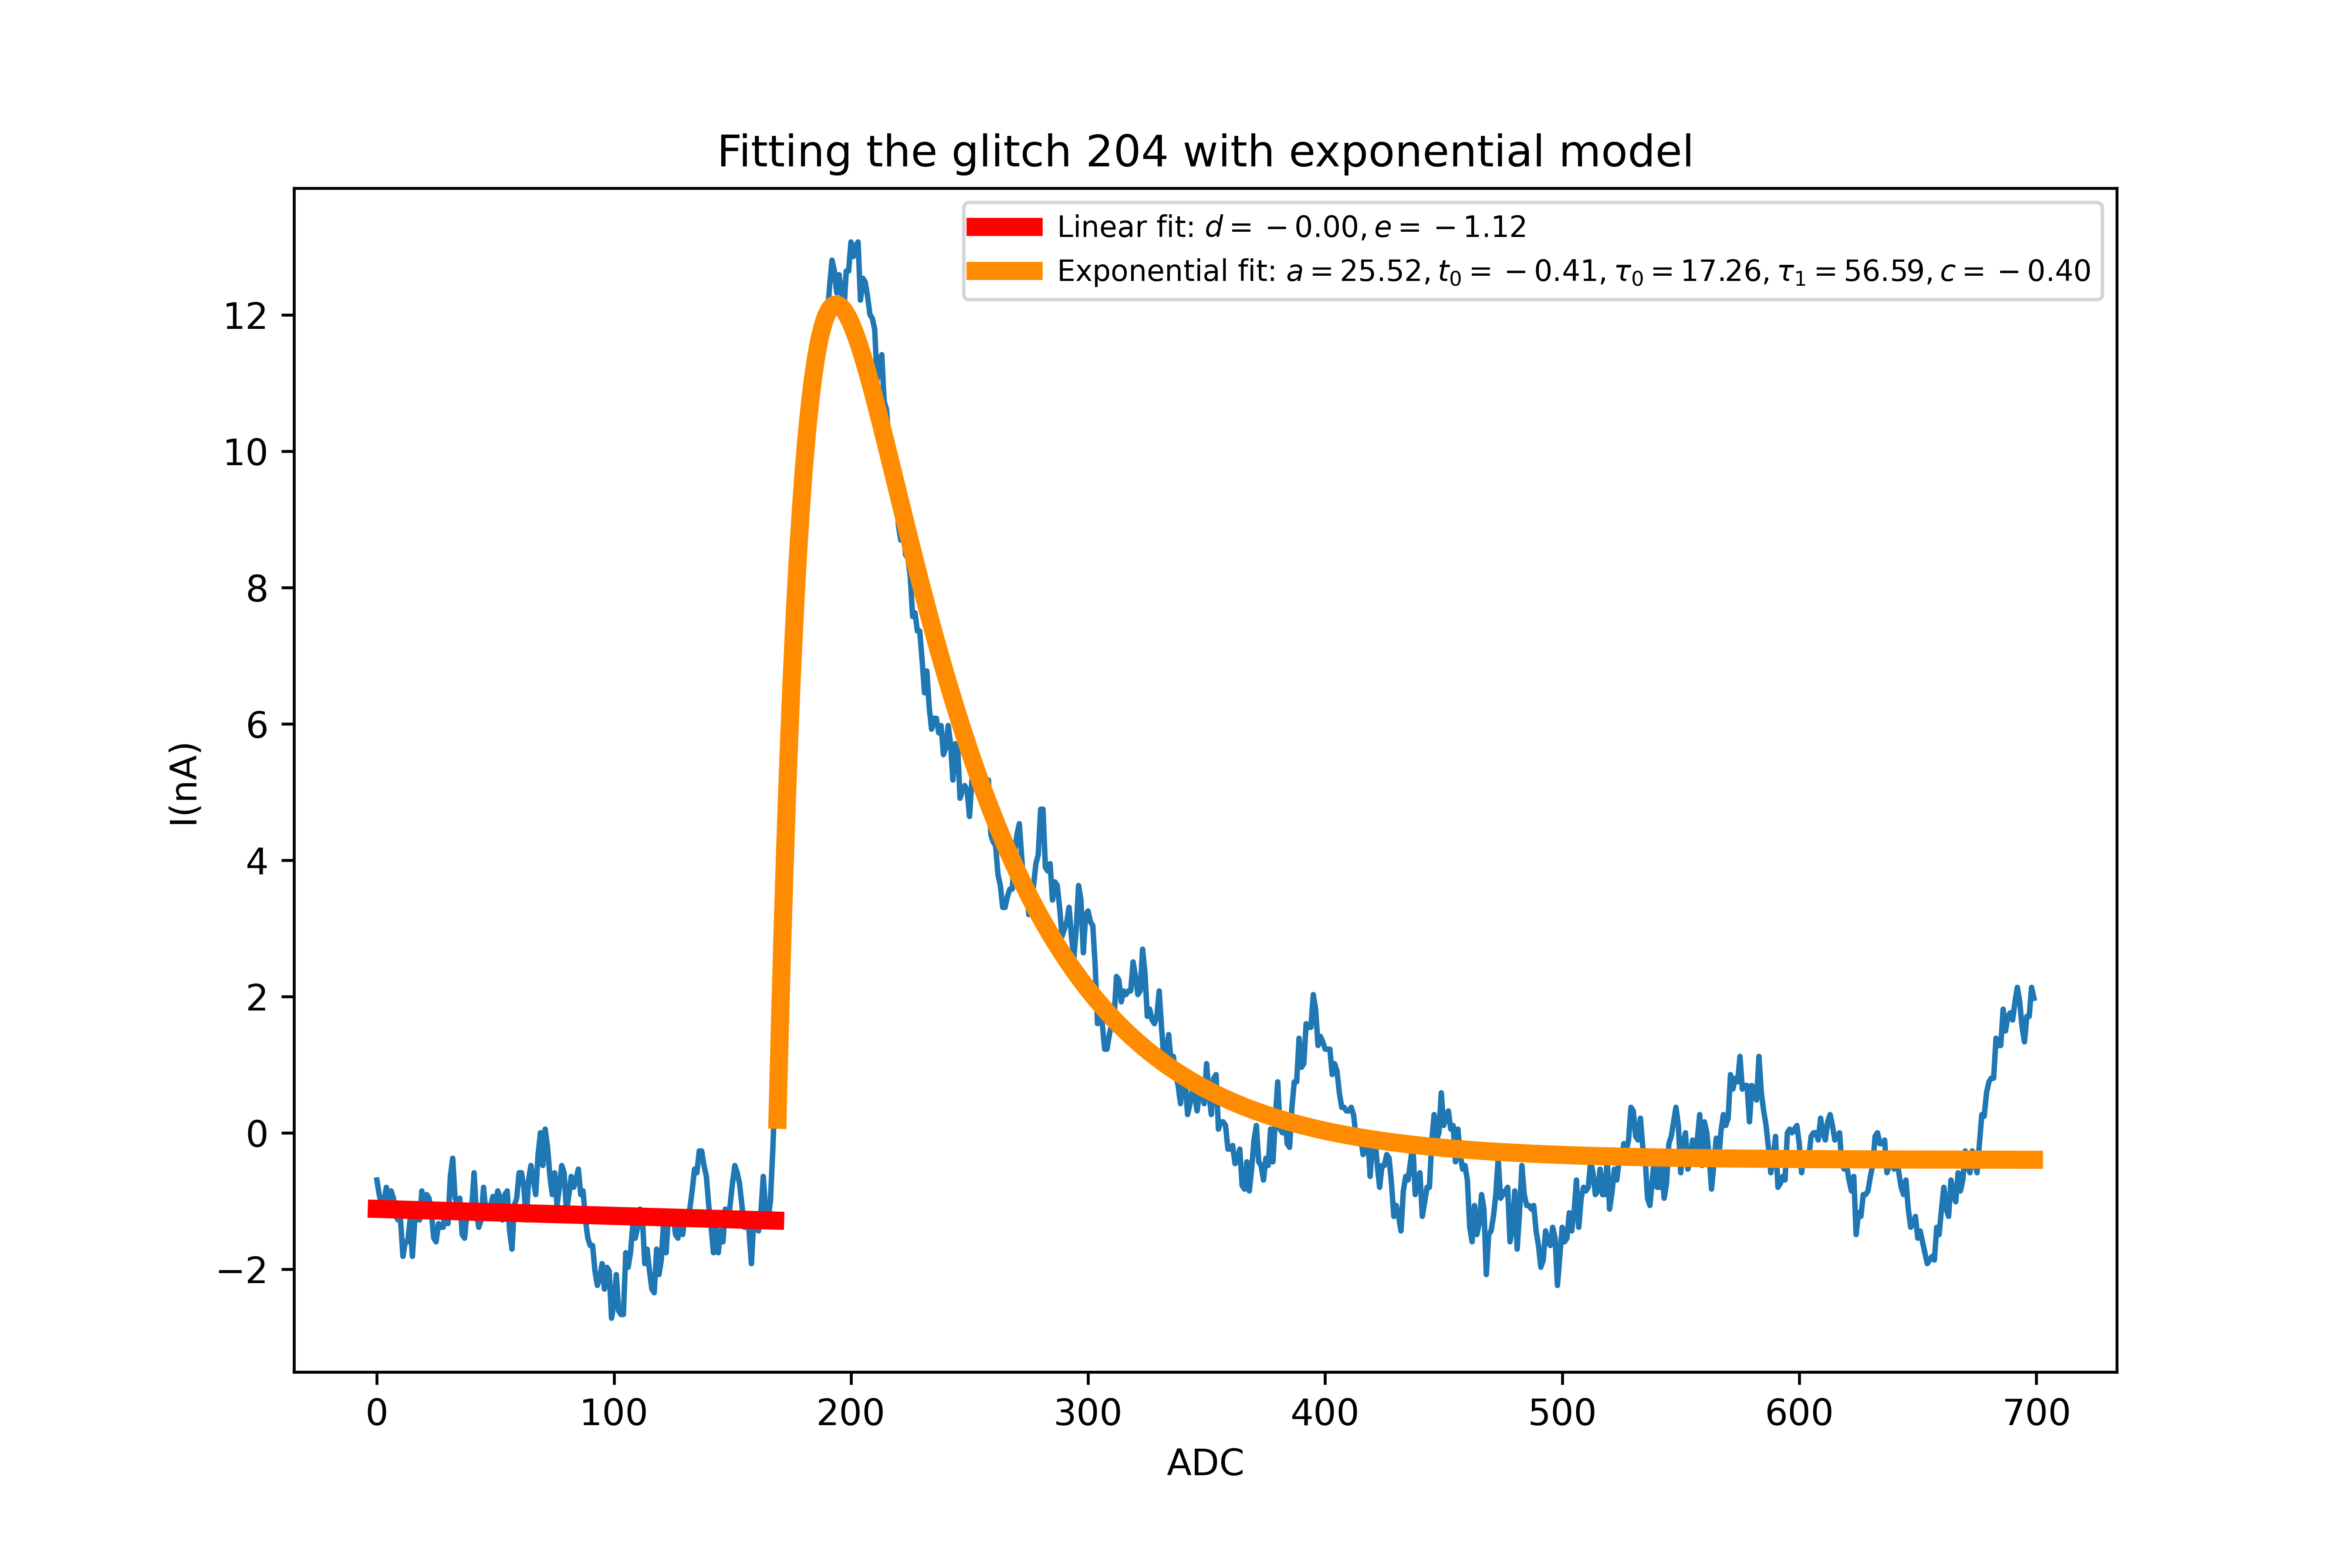 Fitting the glitch 204 with exponential model
Linear fit: d = −0.00, e = −1.12
Exponential fit: a = 25.52, t₀ = −0.41, τ₀ = 17.26, τ₁ = 56.59, c = −0.40
12
10
8
6
4
2
0
−2
I(nA)
0 100 200 300 400 500 600 700
ADC